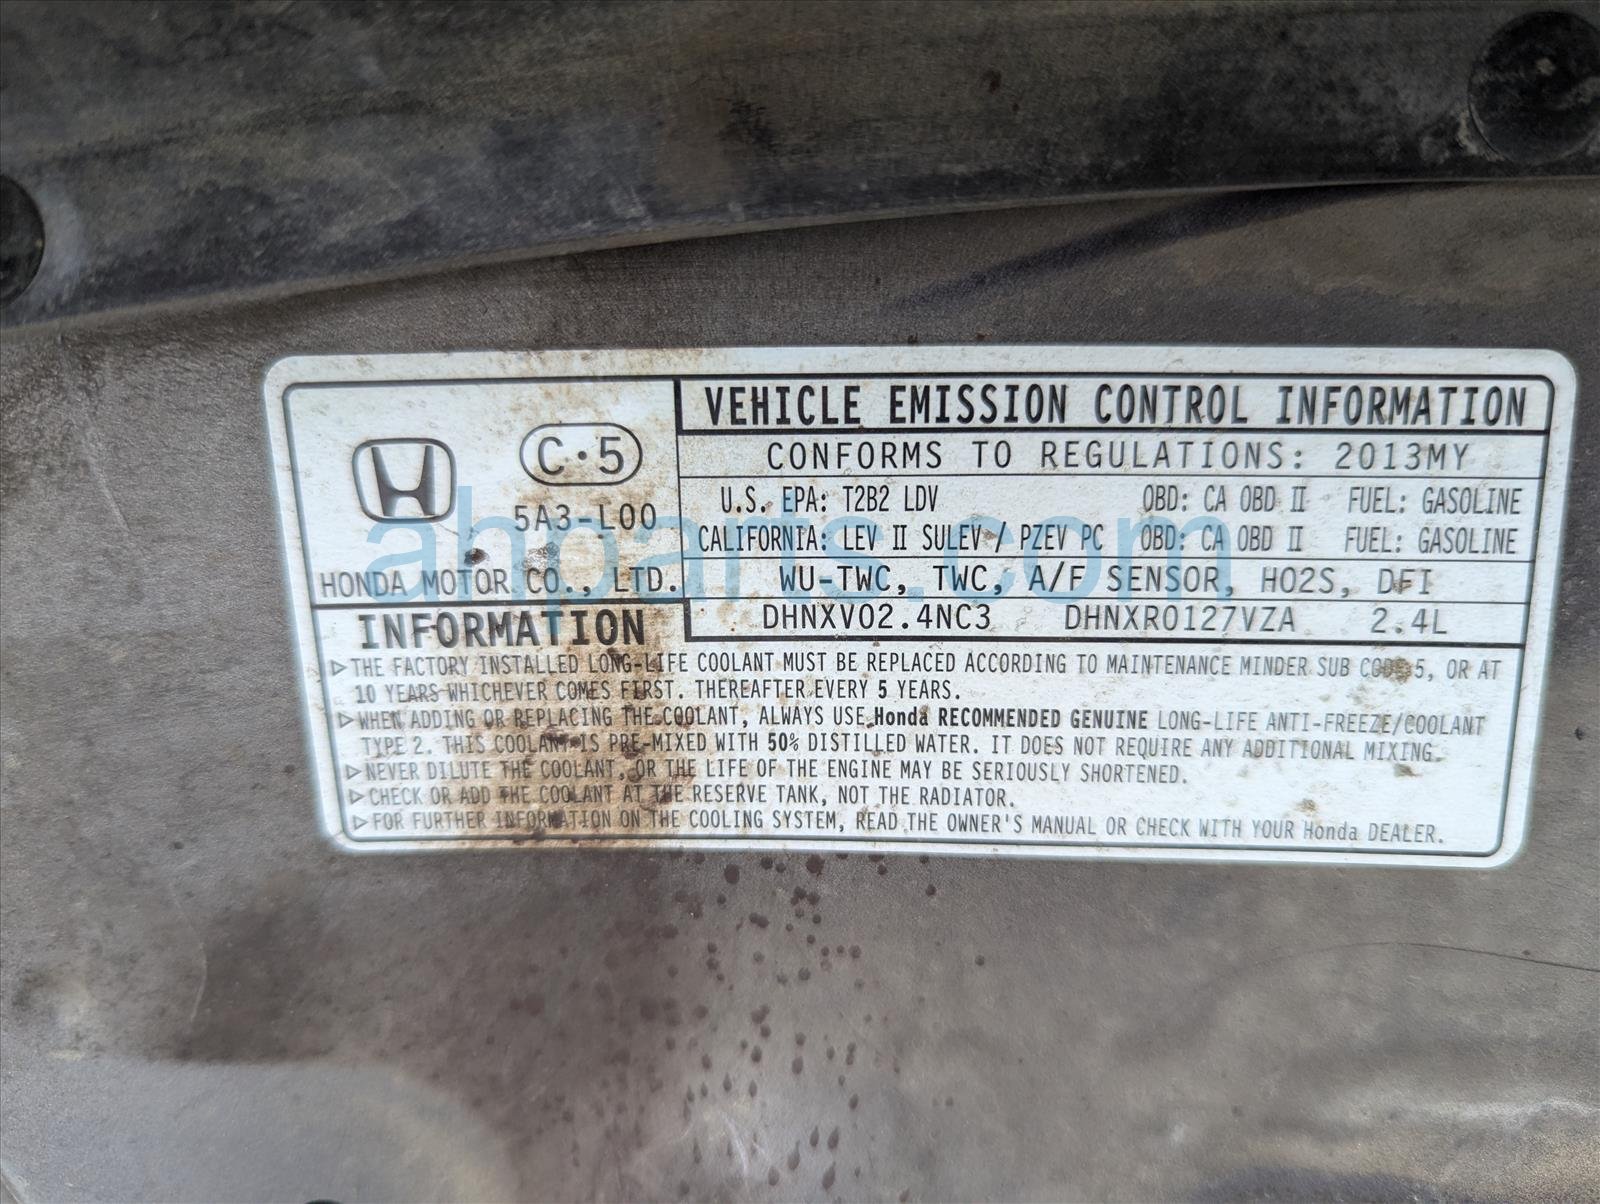 VEHICLE EMISSION CONTROL INFORMATION
C·5
5A3-L00
HONDA MOTOR CO., LTD.
CONFORMS TO REGULATIONS: 2013MY
U.S. EPA: T2B2 LDV OBD: CA OBD II FUEL: GASOLINE
CALIFORNIA: LEV II SULEV / PZEV PC OBD: CA OBD II FUEL: GASOLINE
WU-TWC, TWC, A/F SENSOR, HO2S, DFI
DHNXV02.4NC3 DHNXR0127VZA 2.4L
INFORMATION
▷THE FACTORY INSTALLED LONG-LIFE COOLANT MUST BE REPLACED ACCORDING TO MAINTENANCE MINDER SUB CODE 5, OR AT
10 YEARS WHICHEVER COMES FIRST. THEREAFTER EVERY 5 YEARS.
▷WHEN ADDING OR REPLACING THE COOLANT, ALWAYS USE Honda RECOMMENDED GENUINE LONG-LIFE ANTI-FREEZE/COOLANT
TYPE 2. THIS COOLANT IS PRE-MIXED WITH 50% DISTILLED WATER. IT DOES NOT REQUIRE ANY ADDITIONAL MIXING.
▷NEVER DILUTE THE COOLANT, OR THE LIFE OF THE ENGINE MAY BE SERIOUSLY SHORTENED.
▷CHECK OR ADD THE COOLANT AT THE RESERVE TANK, NOT THE RADIATOR.
▷FOR FURTHER INFORMATION ON THE COOLING SYSTEM, READ THE OWNER'S MANUAL OR CHECK WITH YOUR Honda DEALER.
ahparts.com